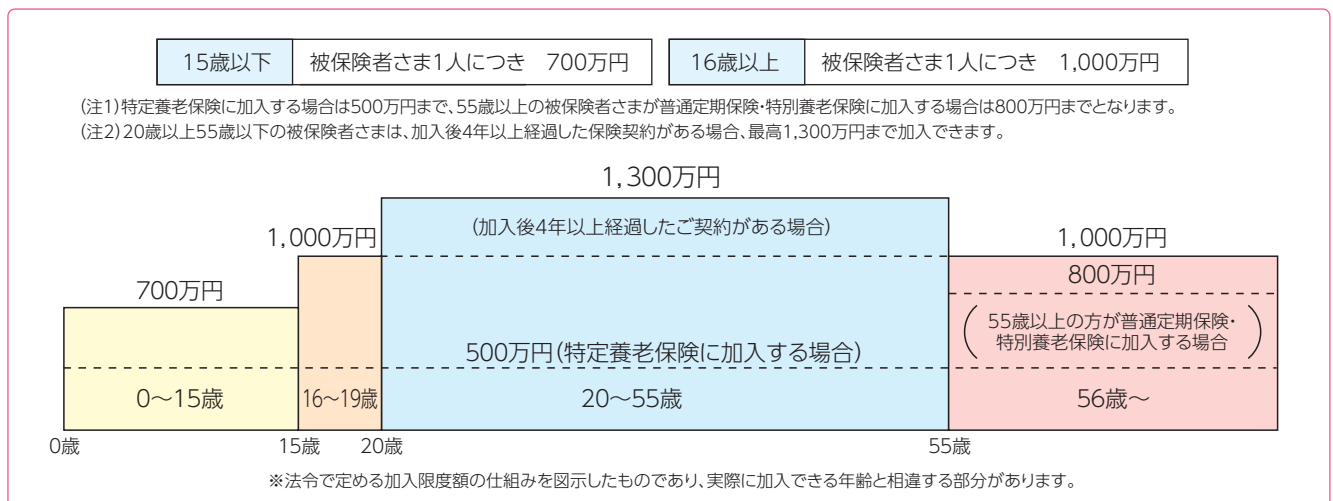 15歳以下 被保険者さま1人につき 700万円 16歳以上 被保険者さま1人につき 1,000万円
(注1)特定養老保険に加入する場合は500万円まで、55歳以上の被保険者さまが普通定期保険・特別養老保険に加入する場合は800万円までとなります。
(注2)20歳以上55歳以下の被保険者さまは、加入後4年以上経過した保険契約がある場合、最高1,300万円まで加入できます。
1,300万円
(加入後4年以上経過したご契約がある場合)
1,000万円
1,000万円
700万円
800万円
(55歳以上の方が普通定期保険・
特別養老保険に加入する場合)
500万円(特定養老保険に加入する場合)
0〜15歳 16〜19歳 20〜55歳 56歳〜
0歳 15歳 20歳 55歳
※法令で定める加入限度額の仕組みを図示したものであり、実際に加入できる年齢と相違する部分があります。